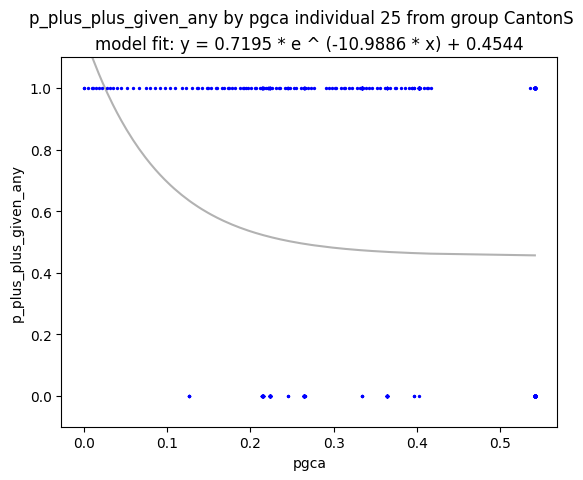 p_plus_plus_given_any by pgca individual 25 from group CantonS
model fit: y = 0.7195 * e ^ (-10.9886 * x) + 0.4544
1.0
0.8
0.6
0.4
0.2
0.0
p_plus_plus_given_any
0.0 0.1 0.2 0.3 0.4 0.5
pgca